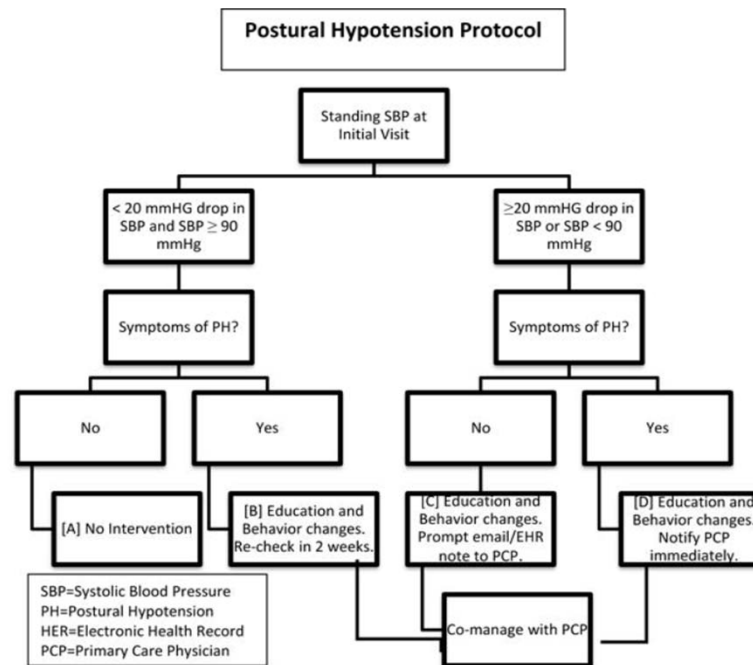 Postural Hypotension Protocol
Standing SBP at
Initial Visit
< 20 mmHG drop in
SBP and SBP ≥ 90
mmHg
≥20 mmHG drop in
SBP or SBP < 90
mmHg
Symptoms of PH?
Symptoms of PH?
No
Yes
No
Yes
[A] No Intervention
[B] Education and
Behavior changes.
Re-check in 2 weeks.
[C] Education and
Behavior changes.
Prompt email/EHR
note to PCP.
[D] Education and
Behavior changes.
Notify PCP
immediately.
SBP=Systolic Blood Pressure
PH=Postural Hypotension
HER=Electronic Health Record
PCP=Primary Care Physician
Co-manage with PCP